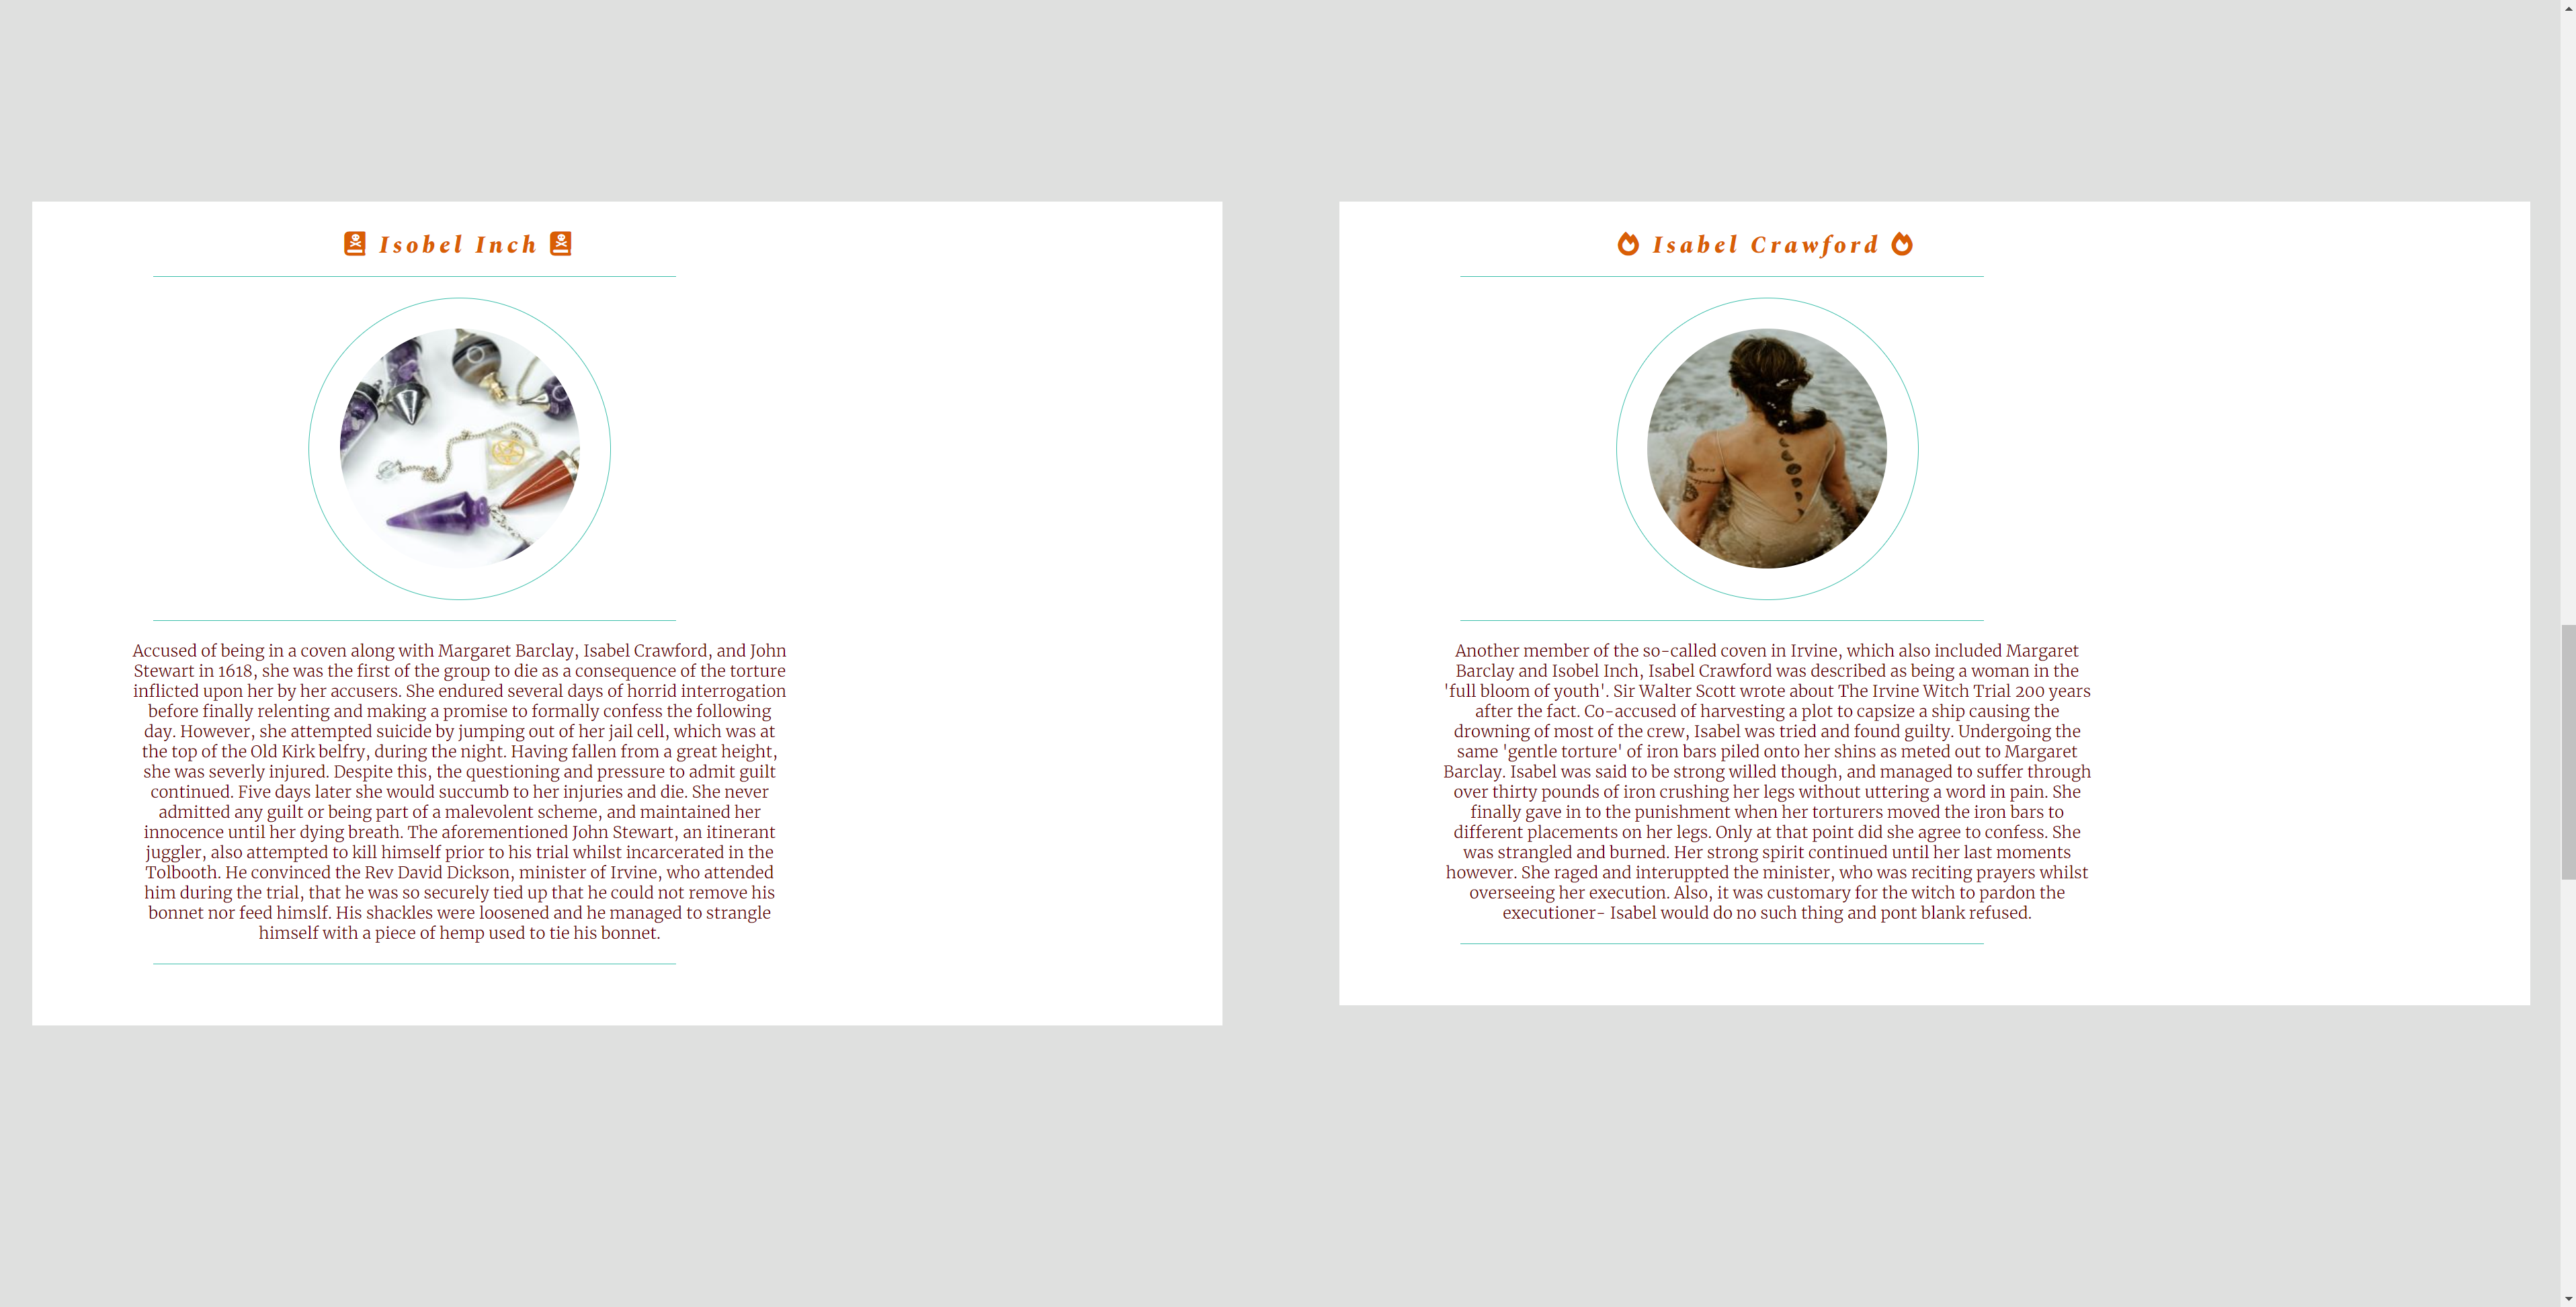 Isobel Inch
Accused of being in a coven along with Margaret Barclay, Isabel Crawford, and John
Stewart in 1618, she was the first of the group to die as a consequence of the torture
inflicted upon her by her accusers. She endured several days of horrid interrogation
before finally relenting and making a promise to formally confess the following
day. However, she attempted suicide by jumping out of her jail cell, which was at
the top of the Old Kirk belfry, during the night. Having fallen from a great height,
she was severly injured. Despite this, the questioning and pressure to admit guilt
continued. Five days later she would succumb to her injuries and die. She never
admitted any guilt or being part of a malevolent scheme, and maintained her
innocence until her dying breath. The aforementioned John Stewart, an itinerant
juggler, also attempted to kill himself prior to his trial whilst incarcerated in the
Tolbooth. He convinced the Rev David Dickson, minister of Irvine, who attended
him during the trial, that he was so securely tied up that he could not remove his
bonnet nor feed himslf. His shackles were loosened and he managed to strangle
himself with a piece of hemp used to tie his bonnet.
Isabel Crawford
Another member of the so-called coven in Irvine, which also included Margaret
Barclay and Isobel Inch, Isabel Crawford was described as being a woman in the
'full bloom of youth'. Sir Walter Scott wrote about The Irvine Witch Trial 200 years
after the fact. Co-accused of harvesting a plot to capsize a ship causing the
drowning of most of the crew, Isabel was tried and found guilty. Undergoing the
same 'gentle torture' of iron bars piled onto her shins as meted out to Margaret
Barclay. Isabel was said to be strong willed though, and managed to suffer through
over thirty pounds of iron crushing her legs without uttering a word in pain. She
finally gave in to the punishment when her torturers moved the iron bars to
different placements on her legs. Only at that point did she agree to confess. She
was strangled and burned. Her strong spirit continued until her last moments
however. She raged and interuppted the minister, who was reciting prayers whilst
overseeing her execution. Also, it was customary for the witch to pardon the
executioner- Isabel would do no such thing and pont blank refused.